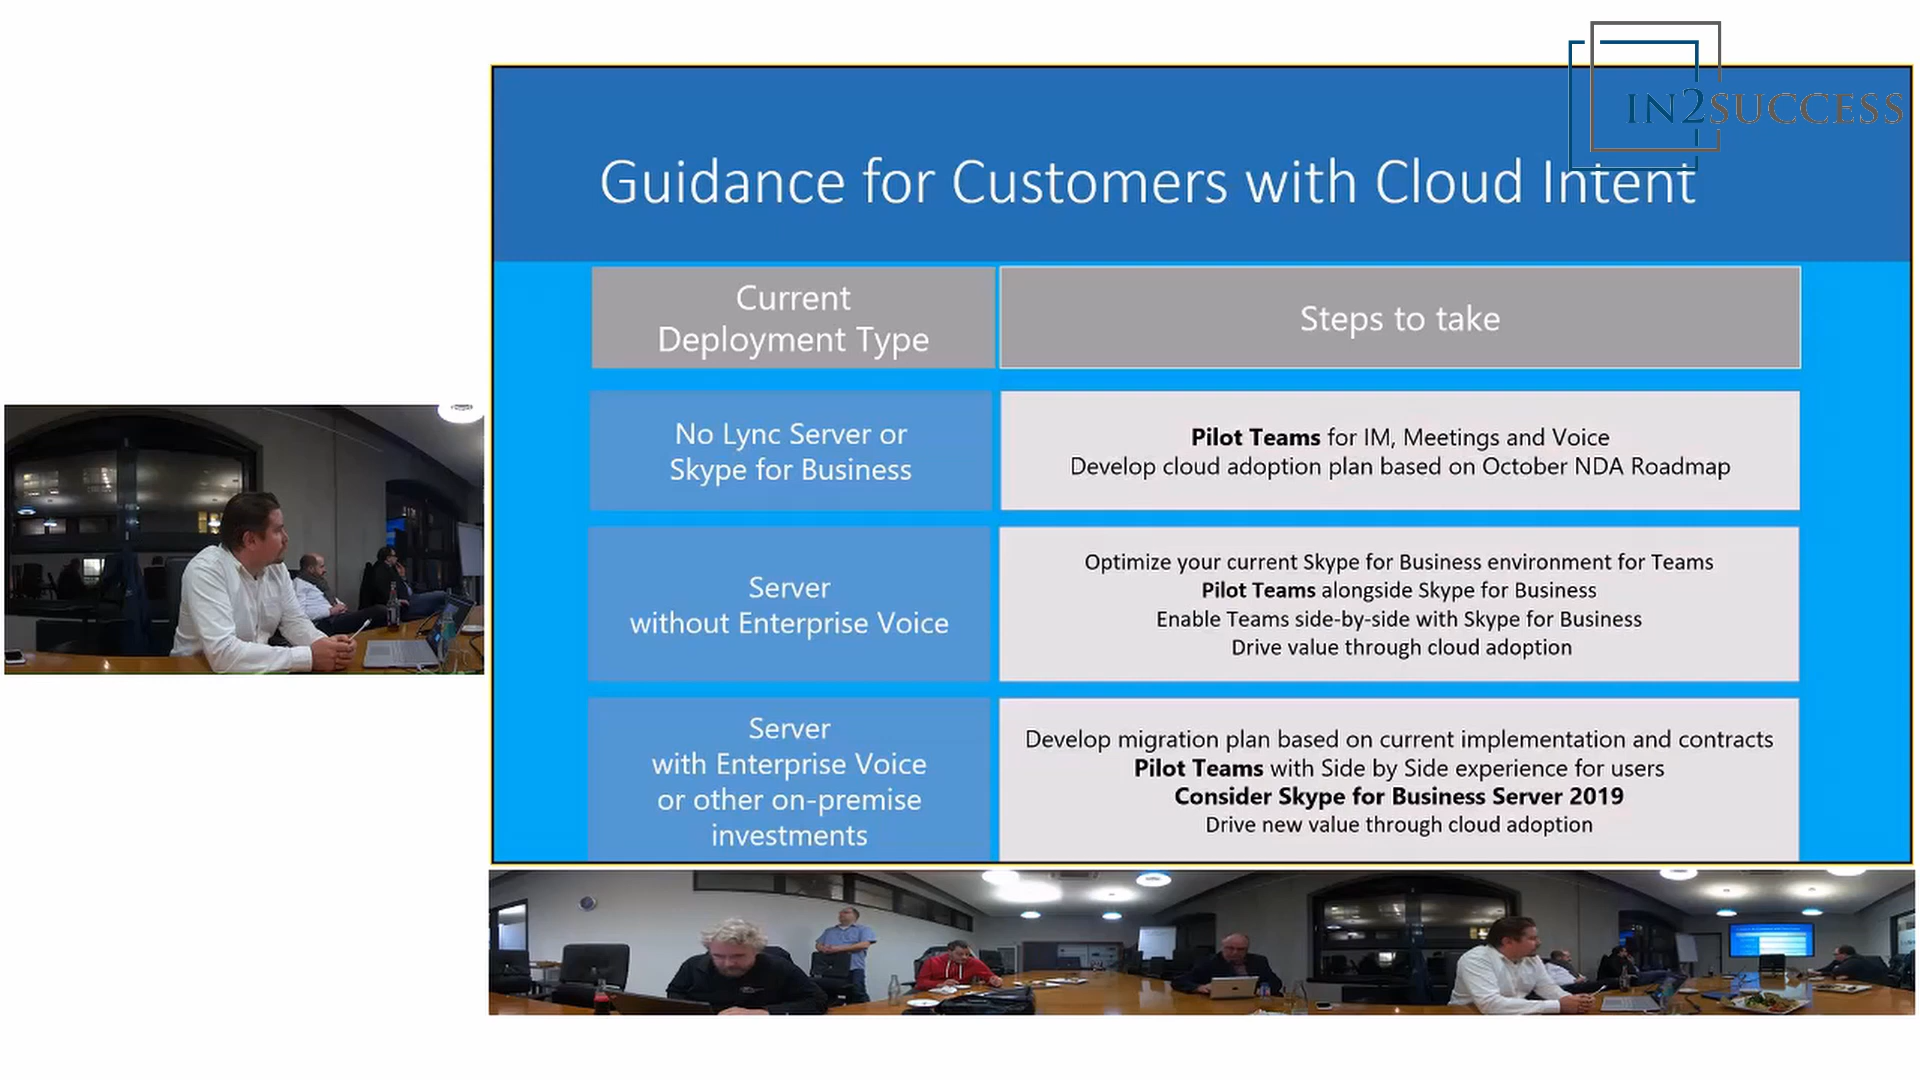 IN2SUCCESS
Guidance for Customers with Cloud Intent
Current
Deployment Type
Steps to take
No Lync Server or
Skype for Business
Pilot Teams for IM, Meetings and Voice
Develop cloud adoption plan based on October NDA Roadmap
Server
without Enterprise Voice
Optimize your current Skype for Business environment for Teams
Pilot Teams alongside Skype for Business
Enable Teams side-by-side with Skype for Business
Drive value through cloud adoption
Server
with Enterprise Voice
or other on-premise
investments
Develop migration plan based on current implementation and contracts
Pilot Teams with Side by Side experience for users
Consider Skype for Business Server 2019
Drive new value through cloud adoption